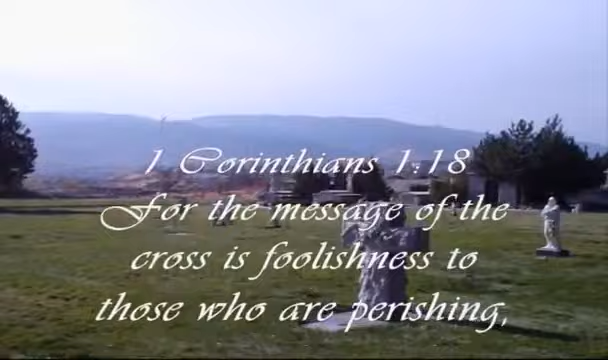 1 Corinthians 1:18
For the message of the
cross is foolishness to
those who are perishing,